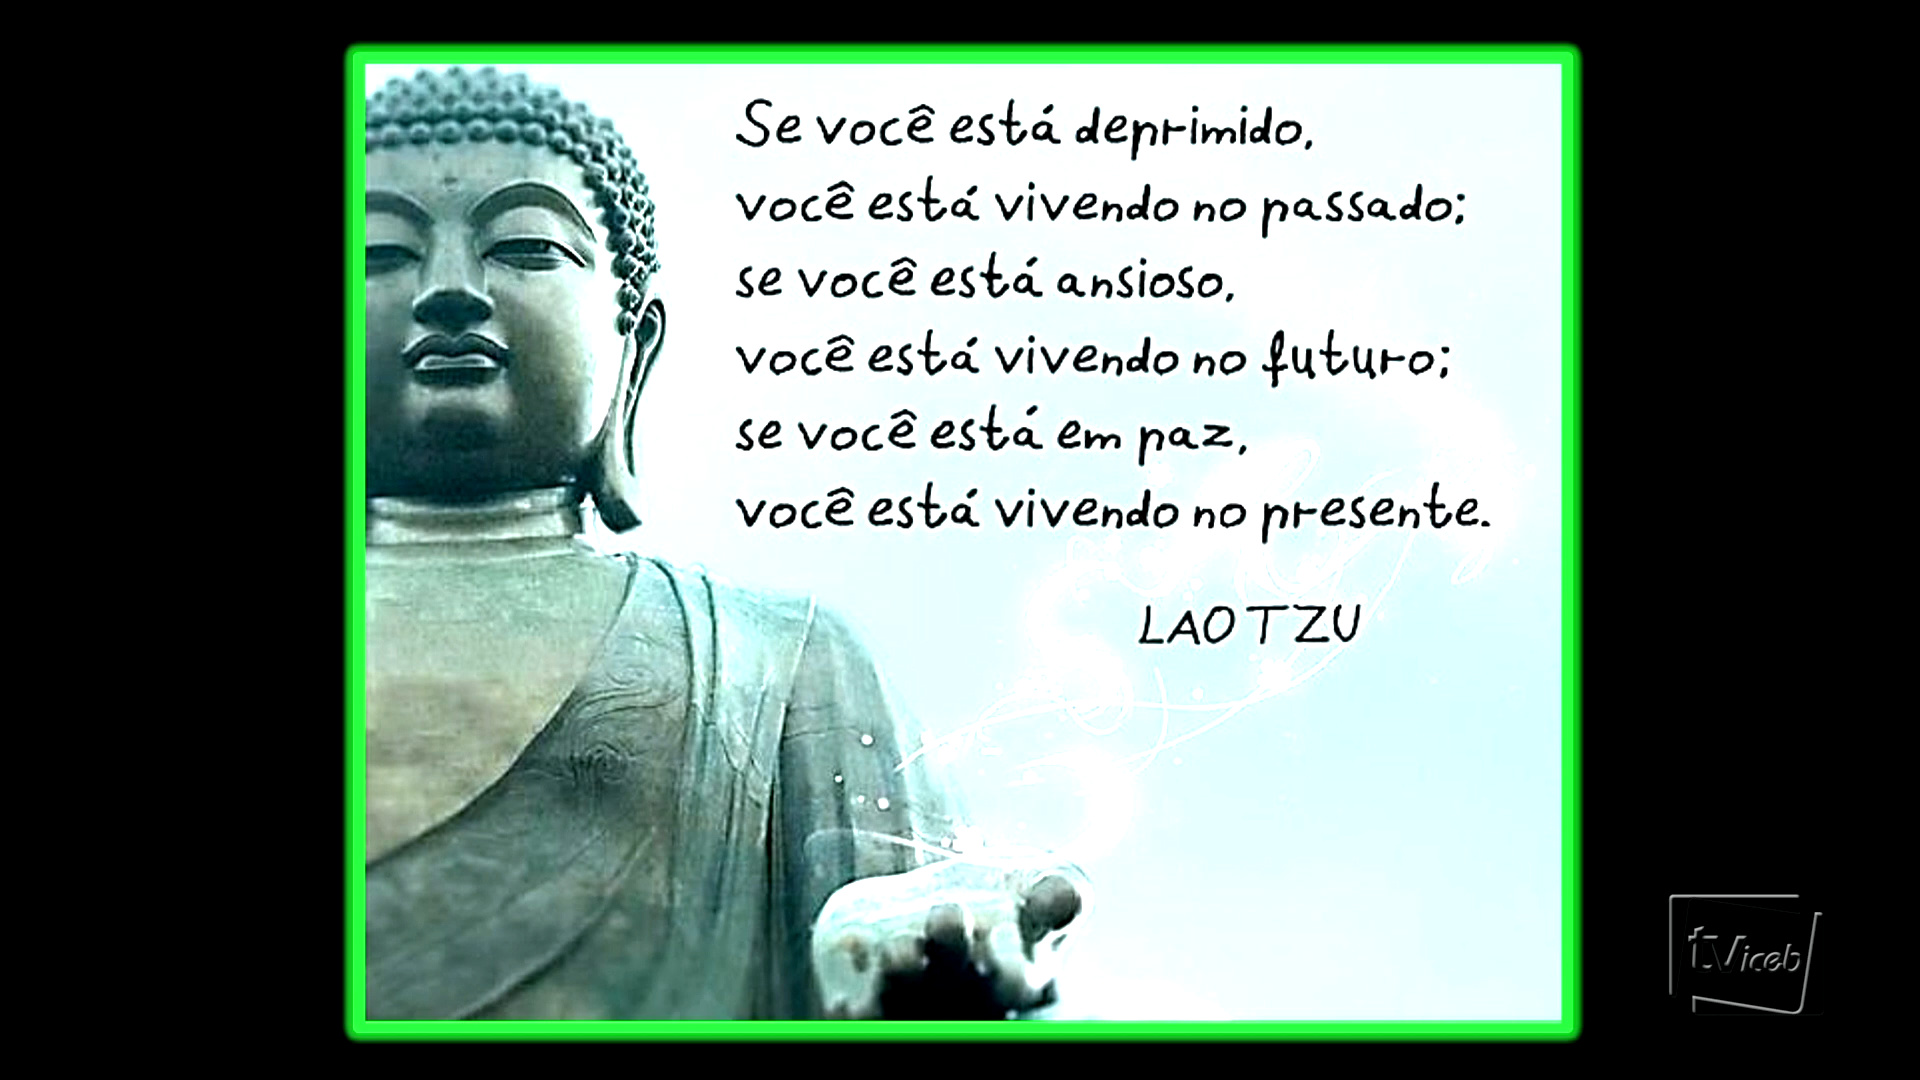 Se você está deprimido,
você está vivendo no passado;
se você está ansioso,
você está vivendo no futuro;
se você está em paz,
você está vivendo no presente.
LAO TZU
tViceb